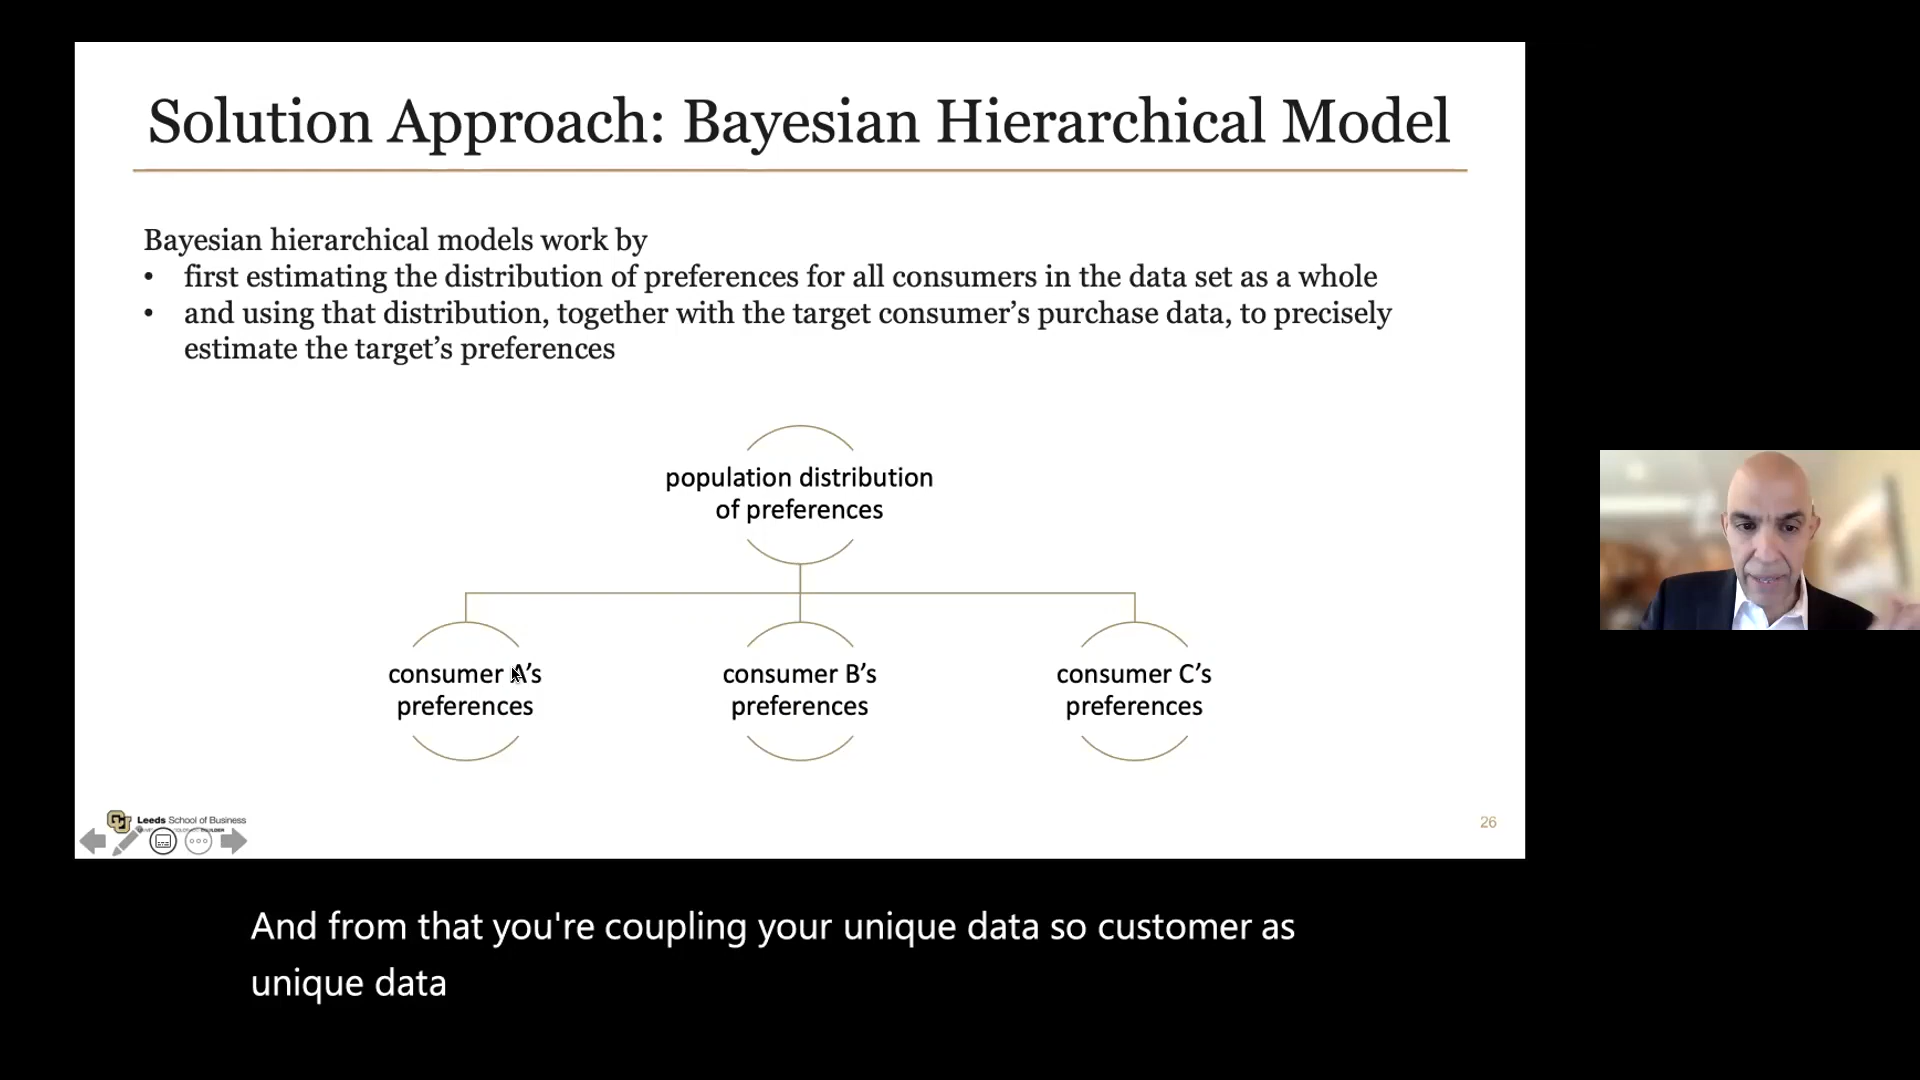 Solution Approach: Bayesian Hierarchical Model
Bayesian hierarchical models work by
• first estimating the distribution of preferences for all consumers in the data set as a whole
• and using that distribution, together with the target consumer's purchase data, to precisely
estimate the target's preferences
population distribution
of preferences
consumer A's
preferences
consumer B's
preferences
consumer C's
preferences
Leeds School of Business
26
And from that you're coupling your unique data so customer as
unique data